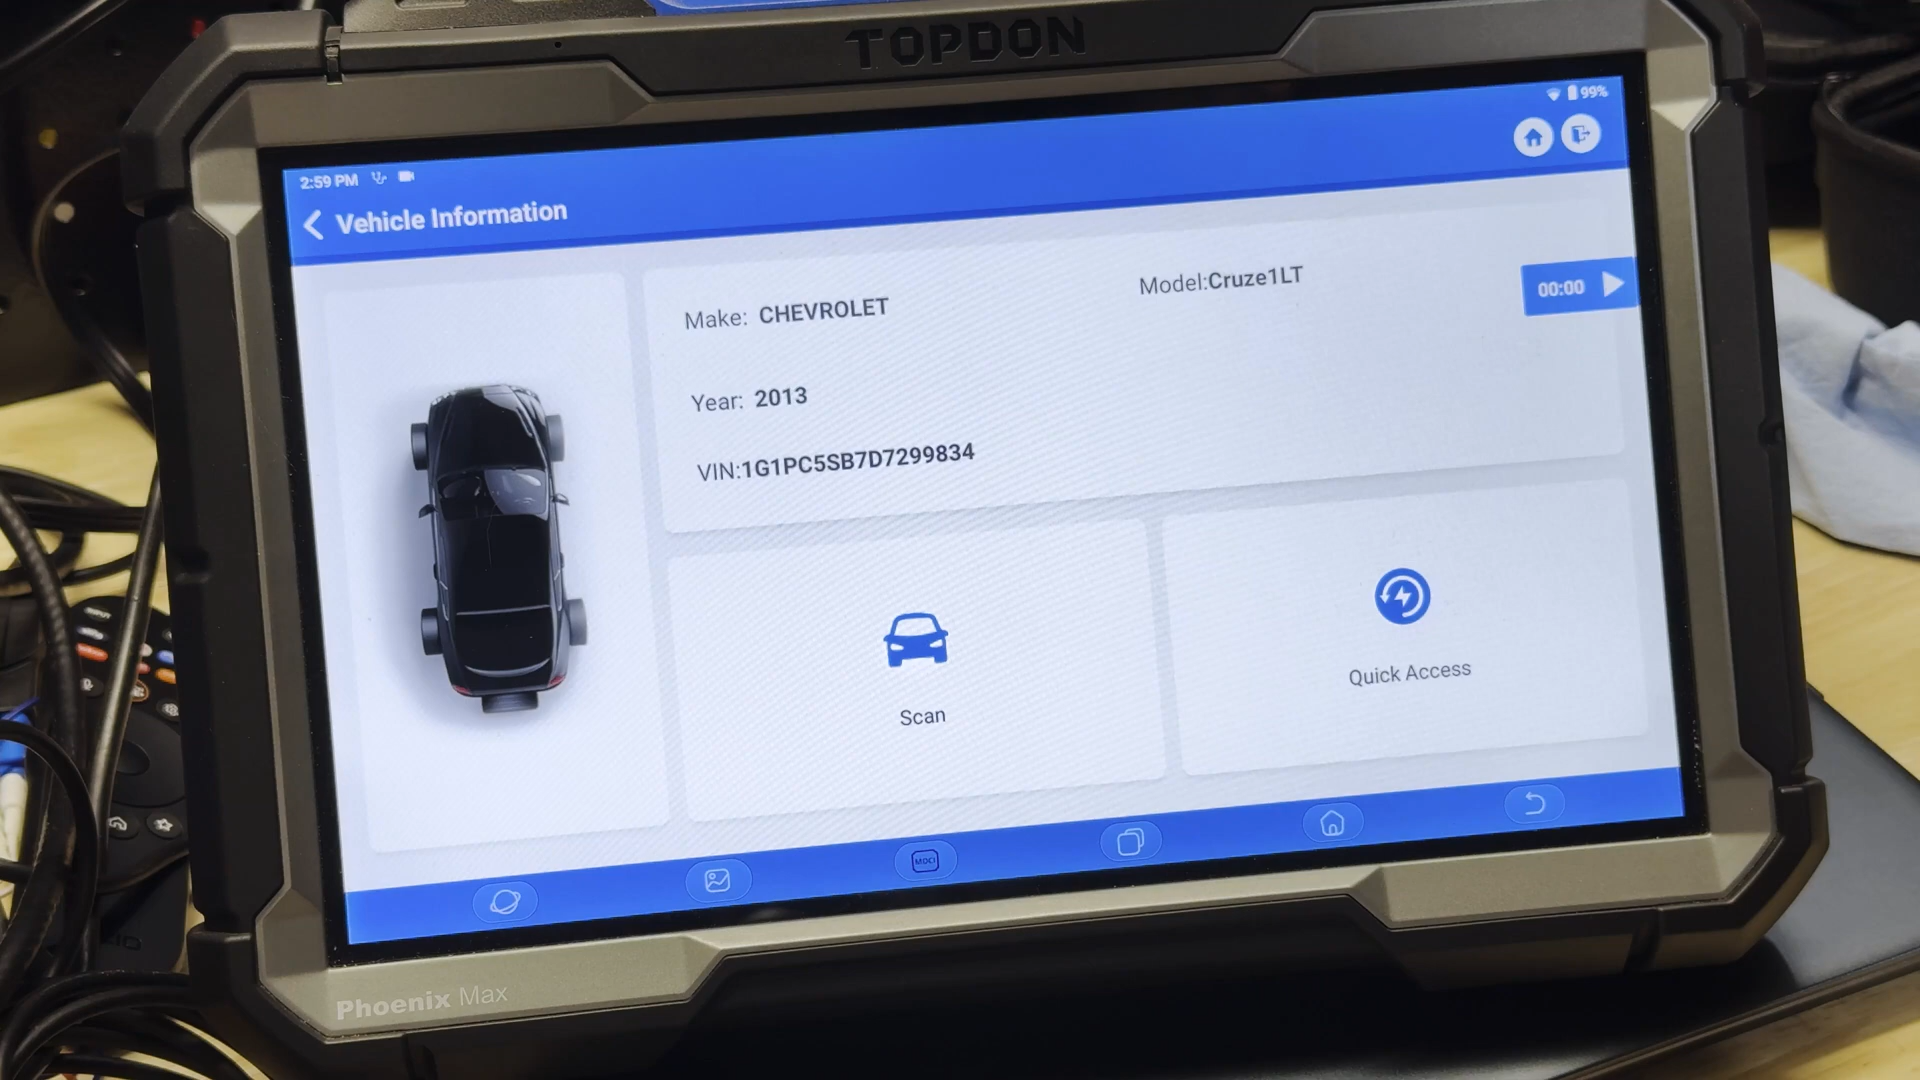 TOPDON
2:59 PM
99%
Vehicle Information
Make: CHEVROLET
Model:Cruze1LT
00:00
Year: 2013
VIN:1G1PC5SB7D7299834
Scan
Quick Access
MDCI
Phoenix Max